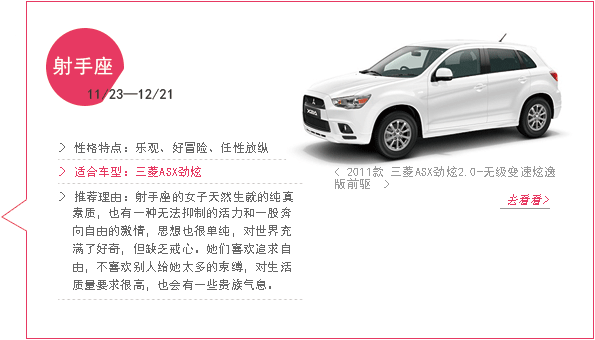 射手座
11/23—12/21
> 性格特点：乐观、好冒险、任性放纵
> 适合车型：三菱ASX劲炫
> 推荐理由：射手座的女子天然生就的纯真
素质，也有一种无法抑制的活力和一股奔
向自由的激情，思想也很单纯，对世界充
满了好奇，但缺乏戒心。她们喜欢追求自
由，不喜欢别人给她太多的束缚，对生活
质量要求很高，也会有一些贵族气息。
< 2011款 三菱ASX劲炫2.0-无级变速炫逸
版前驱 >
去看看>